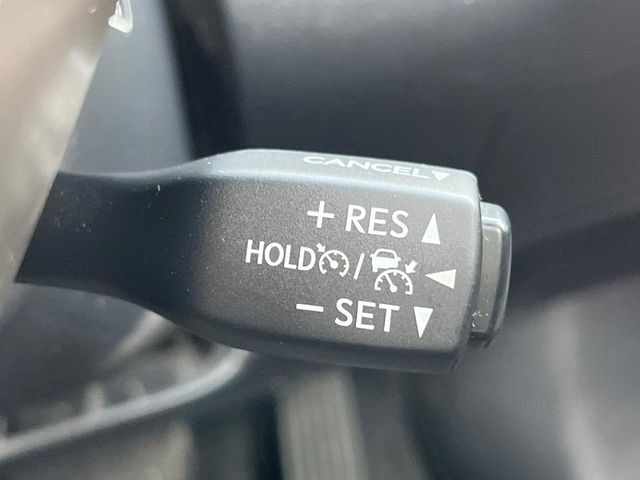 CANCEL▼
+ RES ▲
HOLD / ◀
− SET ▼